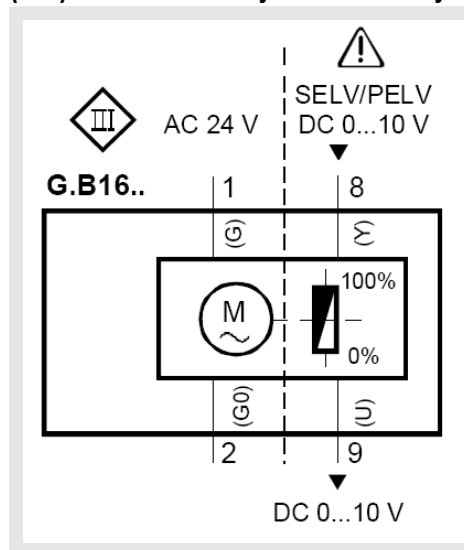 SELV/PELV
III AC 24 V DC 0...10 V
G.B16.. 1 8
(G) (Y)
100%
M
0%
(G0) (U)
2 9
DC 0...10 V